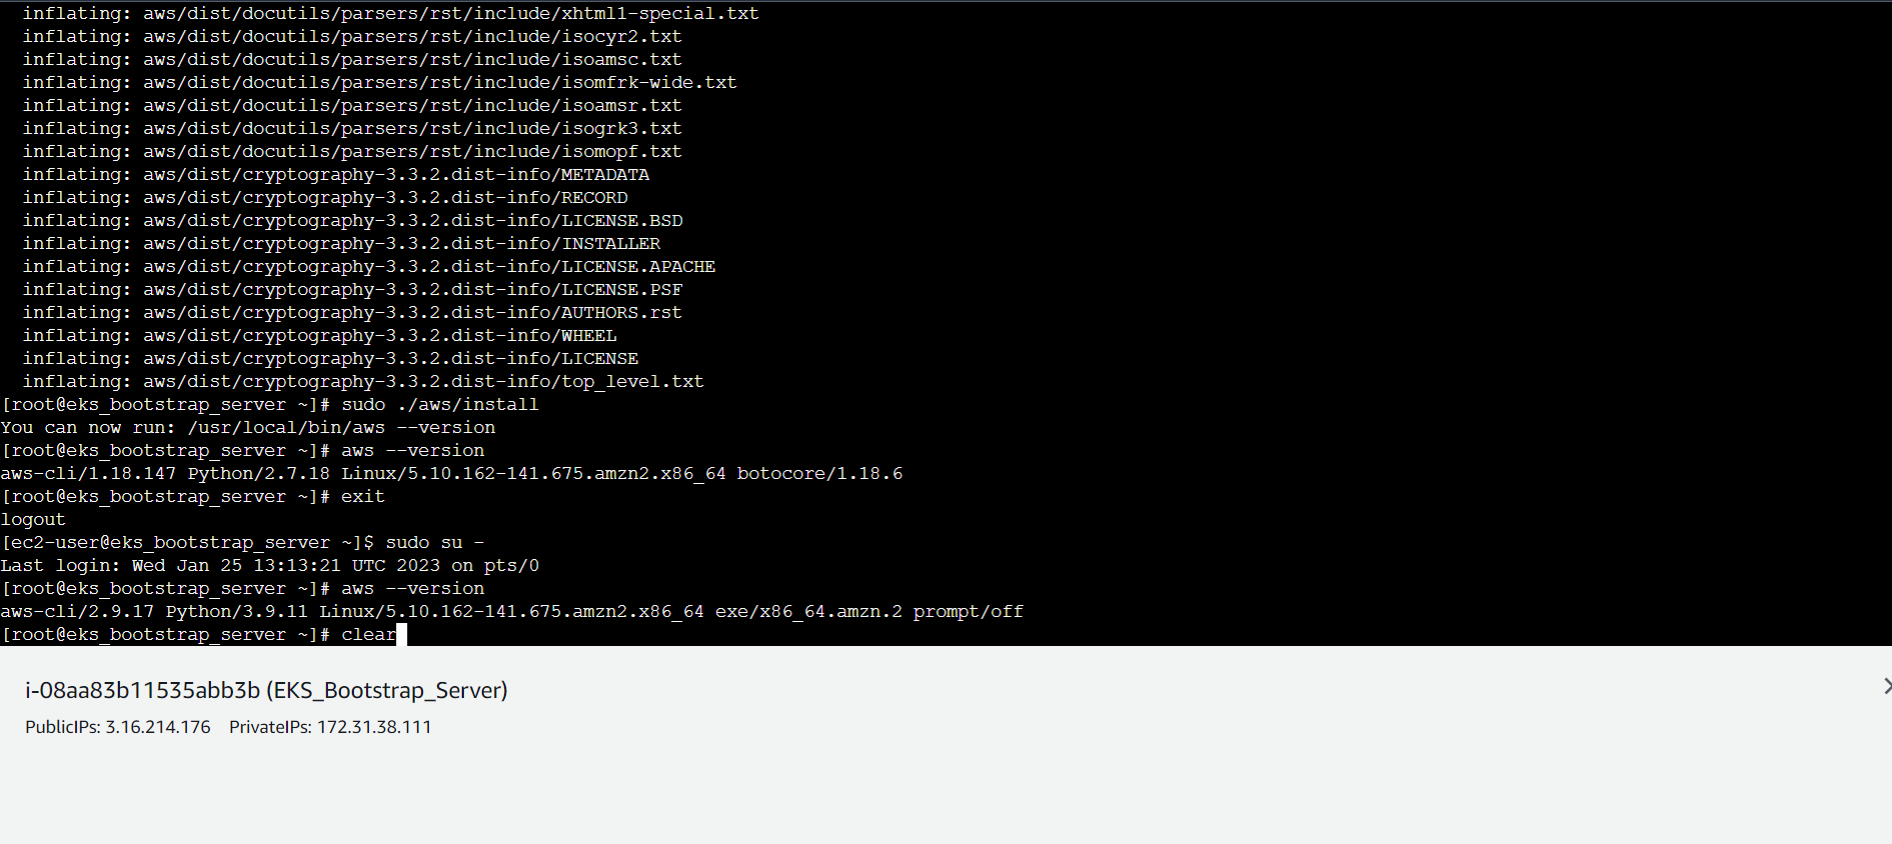 inflating: aws/dist/docutils/parsers/rst/include/xhtml1-special.txt
inflating: aws/dist/docutils/parsers/rst/include/isocyr2.txt
inflating: aws/dist/docutils/parsers/rst/include/isoamsc.txt
inflating: aws/dist/docutils/parsers/rst/include/isomfrk-wide.txt
inflating: aws/dist/docutils/parsers/rst/include/isoamsr.txt
inflating: aws/dist/docutils/parsers/rst/include/isogrk3.txt
inflating: aws/dist/docutils/parsers/rst/include/isomopf.txt
inflating: aws/dist/cryptography-3.3.2.dist-info/METADATA
inflating: aws/dist/cryptography-3.3.2.dist-info/RECORD
inflating: aws/dist/cryptography-3.3.2.dist-info/LICENSE.BSD
inflating: aws/dist/cryptography-3.3.2.dist-info/INSTALLER
inflating: aws/dist/cryptography-3.3.2.dist-info/LICENSE.APACHE
inflating: aws/dist/cryptography-3.3.2.dist-info/LICENSE.PSF
inflating: aws/dist/cryptography-3.3.2.dist-info/AUTHORS.rst
inflating: aws/dist/cryptography-3.3.2.dist-info/WHEEL
inflating: aws/dist/cryptography-3.3.2.dist-info/LICENSE
inflating: aws/dist/cryptography-3.3.2.dist-info/top_level.txt
[root@eks_bootstrap_server ~]# sudo ./aws/install
You can now run: /usr/local/bin/aws --version
[root@eks_bootstrap_server ~]# aws --version
aws-cli/1.18.147 Python/2.7.18 Linux/5.10.162-141.675.amzn2.x86_64 botocore/1.18.6
[root@eks_bootstrap_server ~]# exit
logout
[ec2-user@eks_bootstrap_server ~]$ sudo su -
Last login: Wed Jan 25 13:13:21 UTC 2023 on pts/0
[root@eks_bootstrap_server ~]# aws --version
aws-cli/2.9.17 Python/3.9.11 Linux/5.10.162-141.675.amzn2.x86_64 exe/x86_64.amzn.2 prompt/off
[root@eks_bootstrap_server ~]# clear
i-08aa83b11535abb3b (EKS_Bootstrap_Server)
PublicIPs: 3.16.214.176 PrivateIPs: 172.31.38.111